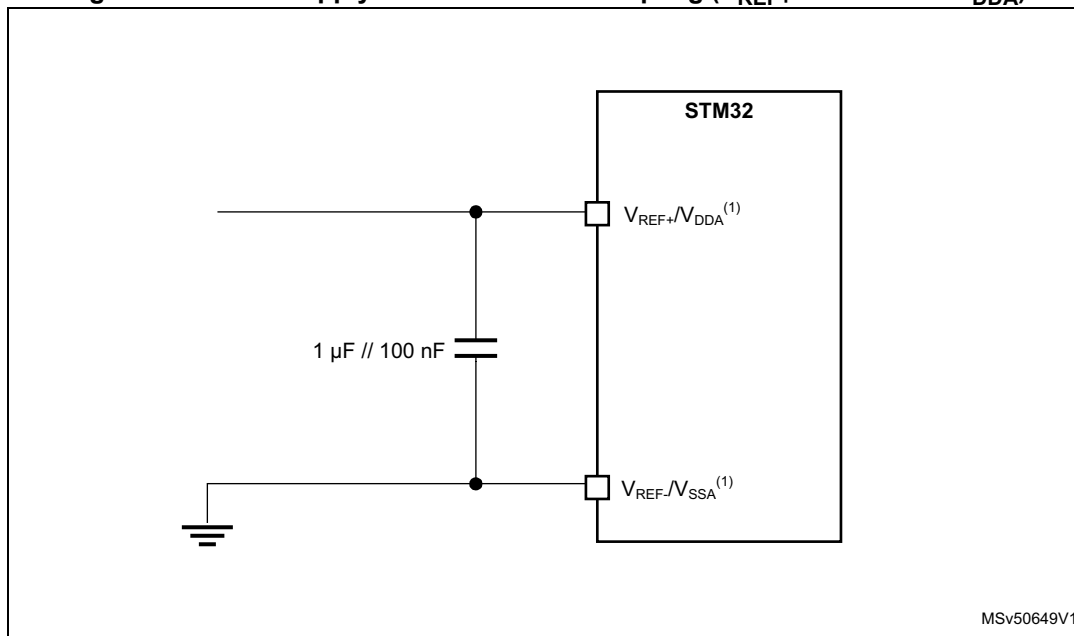 STM32
VREF+/VDDA(1)
1 µF // 100 nF
VREF-/VSSA(1)
MSv50649V1